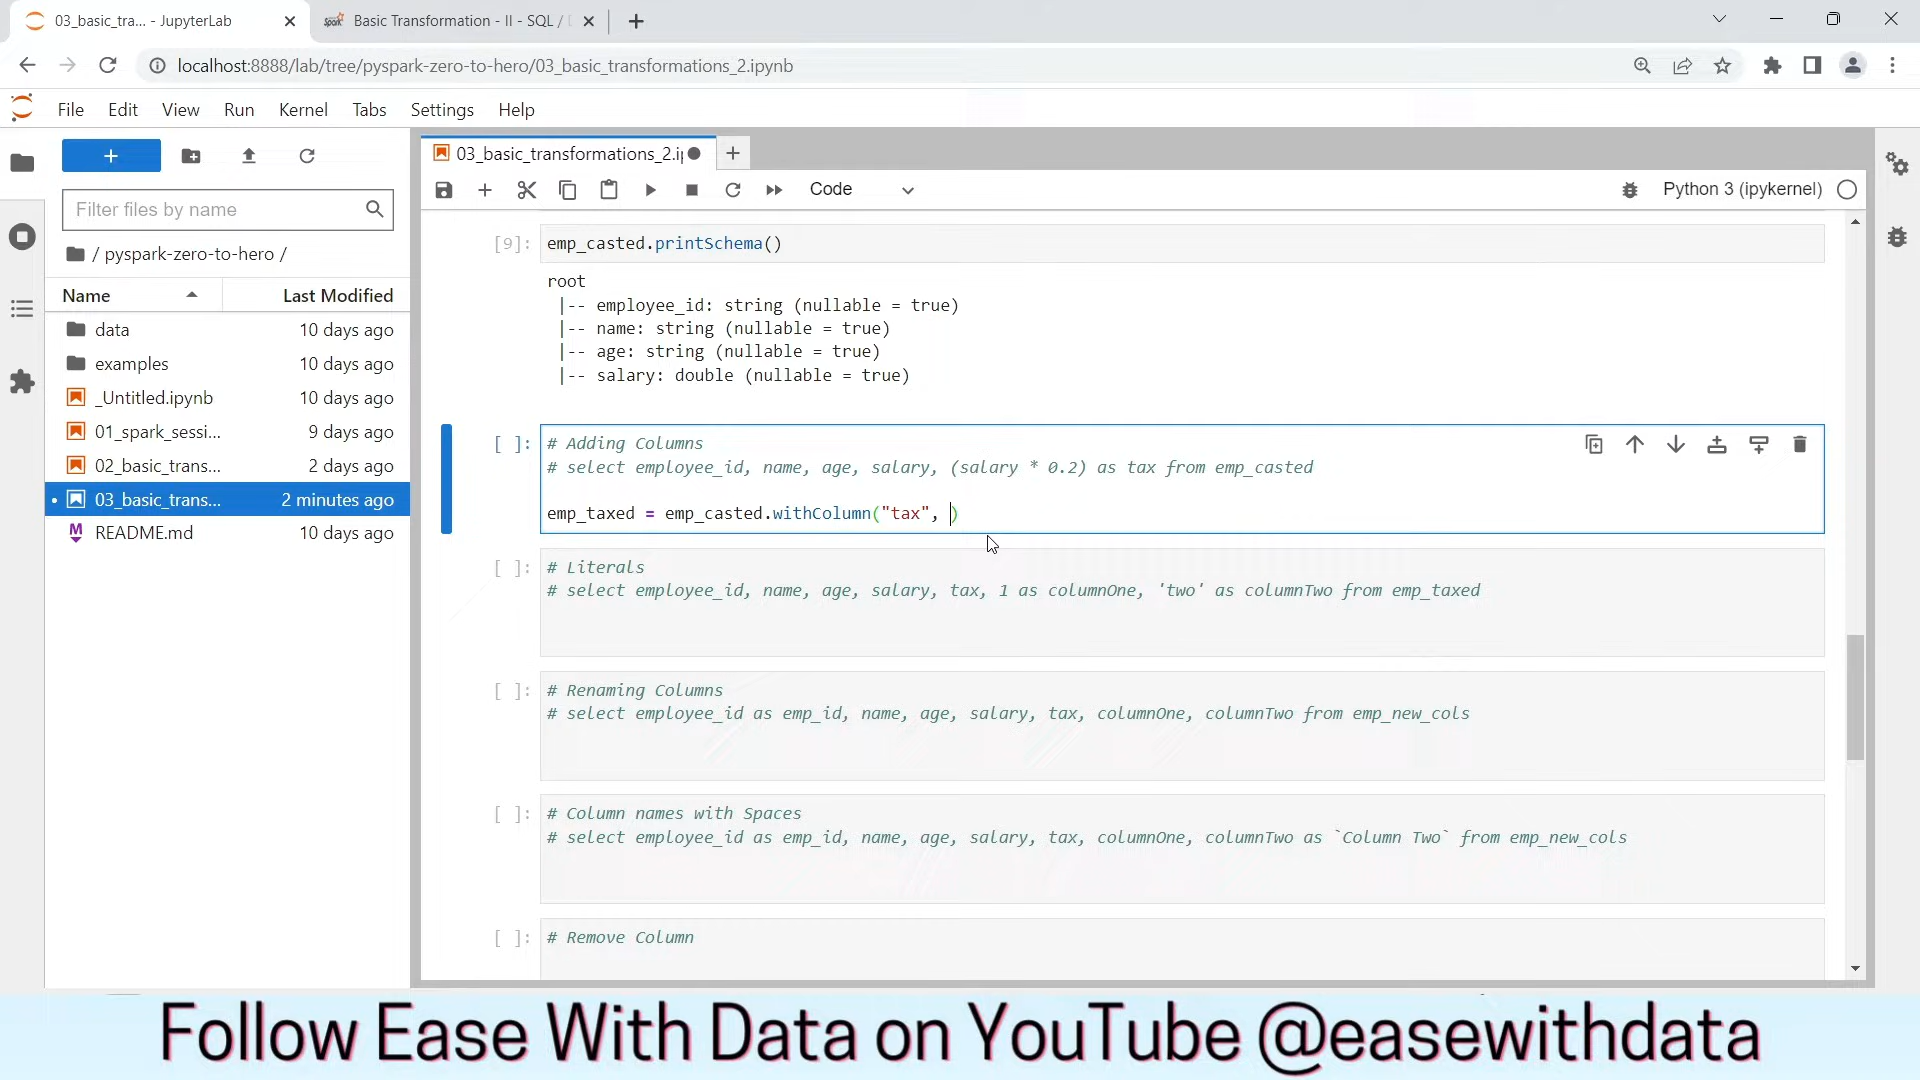 03_basic_tra... - JupyterLab
Spark
Basic Transformation - II - SQL /
localhost:8888/lab/tree/pyspark-zero-to-hero/03_basic_transformations_2.ipynb
File Edit View Run Kernel Tabs Settings Help
Filter files by name
/ pyspark-zero-to-hero /
Name Last Modified
data 10 days ago
examples 10 days ago
_Untitled.ipynb 10 days ago
01_spark_sessi... 9 days ago
02_basic_trans... 2 days ago
03_basic_trans... 2 minutes ago
README.md 10 days ago
03_basic_transformations_2.ij
Code
Python 3 (ipykernel)
[9]: emp_casted.printSchema()
root
|-- employee_id: string (nullable = true)
|-- name: string (nullable = true)
|-- age: string (nullable = true)
|-- salary: double (nullable = true)
[ ]: # Adding Columns
# select employee_id, name, age, salary, (salary * 0.2) as tax from emp_casted
emp_taxed = emp_casted.withColumn("tax", )
[ ]: # Literals
# select employee_id, name, age, salary, tax, 1 as columnOne, 'two' as columnTwo from emp_taxed
[ ]: # Renaming Columns
# select employee_id as emp_id, name, age, salary, tax, columnOne, columnTwo from emp_new_cols
[ ]: # Column names with Spaces
# select employee_id as emp_id, name, age, salary, tax, columnOne, columnTwo as `Column Two` from emp_new_cols
[ ]: # Remove Column
Follow Ease With Data on YouTube @easewithdata